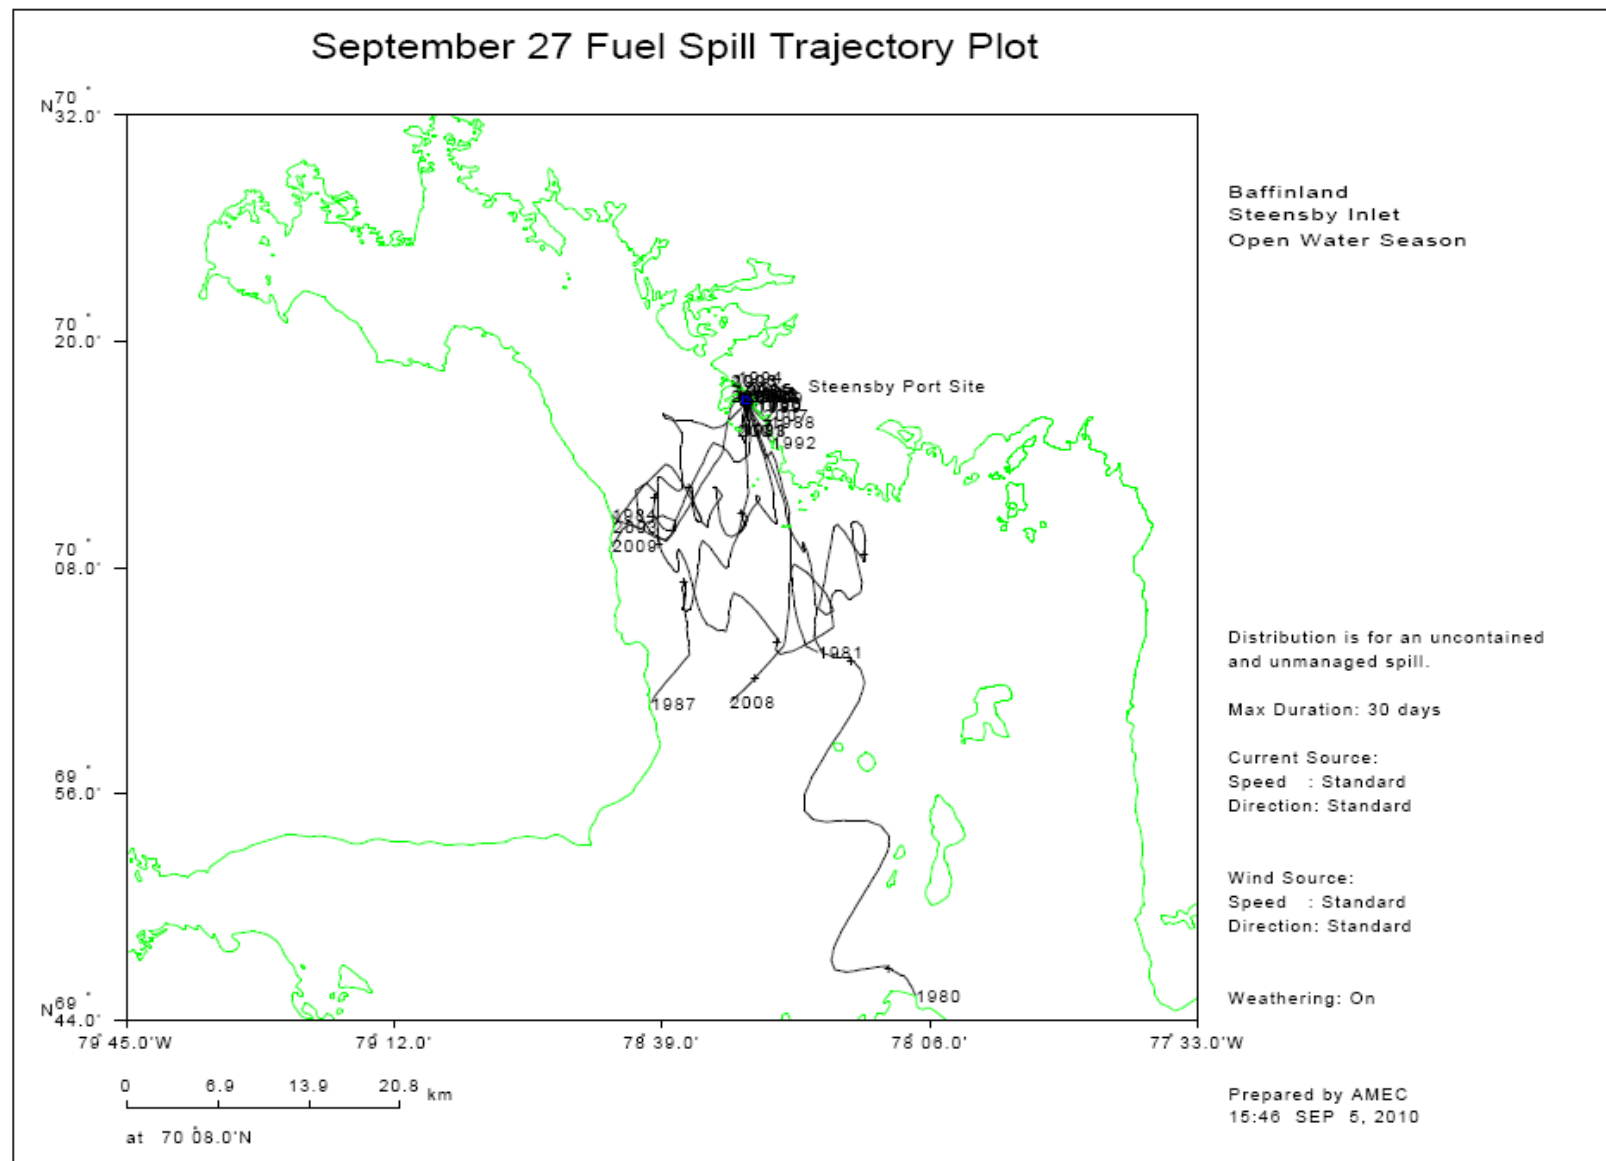 September 27 Fuel Spill Trajectory Plot
N 70° 32.0'
70° 20.0'
70° 08.0'
69° 56.0'
N 69° 44.0'
79° 45.0'W
79° 12.0'
78° 39.0'
78° 06.0'
77° 33.0'W
1994
Steensby Port Site
2007
1988
1992
1984
2009
1981
1987
2008
1980
Baffinland
Steensby Inlet
Open Water Season
Distribution is for an uncontained
and unmanaged spill.
Max Duration: 30 days
Current Source:
Speed : Standard
Direction: Standard
Wind Source:
Speed : Standard
Direction: Standard
Weathering: On
Prepared by AMEC
15:46 SEP 5, 2010
0 6.9 13.9 20.8 km
at 70° 08.0'N